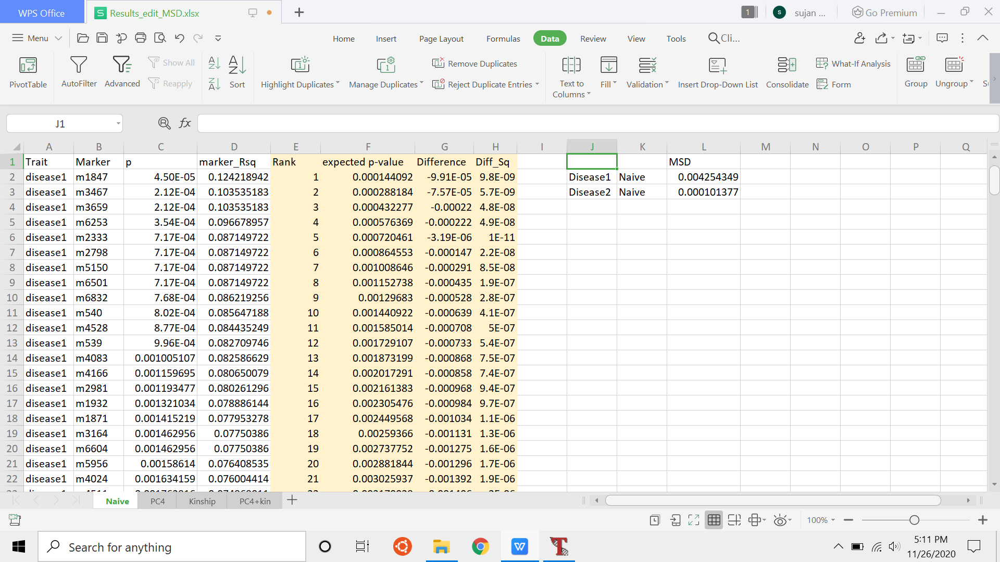 WPS Office Results_edit_MSD.xlsx 1 s sujan ... Go Premium
Menu Home Insert Page Layout Formulas Data Review View Tools Cli...
PivotTable AutoFilter Advanced Show All Reapply Sort Highlight Duplicates Manage Duplicates Remove Duplicates Reject Duplicate Entries Text to Columns Fill Validation Insert Drop-Down List Consolidate What-If Analysis Form Group Ungroup
J1 fx
A B C D E F G H I J K L M N O P Q
1 Trait Marker p marker_Rsq Rank expected p-value Difference Diff_Sq MSD
2 disease1 m1847 4.50E-05 0.124218942 1 0.000144092 -9.91E-05 9.8E-09 Disease1 Naive 0.004254349
3 disease1 m3467 2.12E-04 0.103535183 2 0.000288184 -7.57E-05 5.7E-09 Disease2 Naive 0.000101377
4 disease1 m3659 2.12E-04 0.103535183 3 0.000432277 -0.00022 4.8E-08
5 disease1 m6253 3.54E-04 0.096678957 4 0.000576369 -0.000222 4.9E-08
6 disease1 m2333 7.17E-04 0.087149722 5 0.000720461 -3.19E-06 1E-11
7 disease1 m2798 7.17E-04 0.087149722 6 0.000864553 -0.000147 2.2E-08
8 disease1 m5150 7.17E-04 0.087149722 7 0.001008646 -0.000291 8.5E-08
9 disease1 m6501 7.17E-04 0.087149722 8 0.001152738 -0.000435 1.9E-07
10 disease1 m6832 7.68E-04 0.086219256 9 0.00129683 -0.000528 2.8E-07
11 disease1 m540 8.02E-04 0.085647188 10 0.001440922 -0.000639 4.1E-07
12 disease1 m4528 8.77E-04 0.084435249 11 0.001585014 -0.000708 5E-07
13 disease1 m539 9.96E-04 0.082709746 12 0.001729107 -0.000733 5.4E-07
14 disease1 m4083 0.001005107 0.082586629 13 0.001873199 -0.000868 7.5E-07
15 disease1 m4166 0.001159695 0.080650079 14 0.002017291 -0.000858 7.4E-07
16 disease1 m2981 0.001193477 0.080261296 15 0.002161383 -0.000968 9.4E-07
17 disease1 m1932 0.001321034 0.078886144 16 0.002305476 -0.000984 9.7E-07
18 disease1 m1871 0.001415219 0.077953278 17 0.002449568 -0.001034 1.1E-06
19 disease1 m3164 0.001462956 0.07750386 18 0.00259366 -0.001131 1.3E-06
20 disease1 m6604 0.001462956 0.07750386 19 0.002737752 -0.001275 1.6E-06
21 disease1 m5956 0.00158614 0.076408535 20 0.002881844 -0.001296 1.7E-06
22 disease1 m4024 0.001634159 0.076004414 21 0.003025937 -0.001392 1.9E-06
Naive PC4 Kinship PC4+kin
100%
Search for anything
5:11 PM
11/26/2020